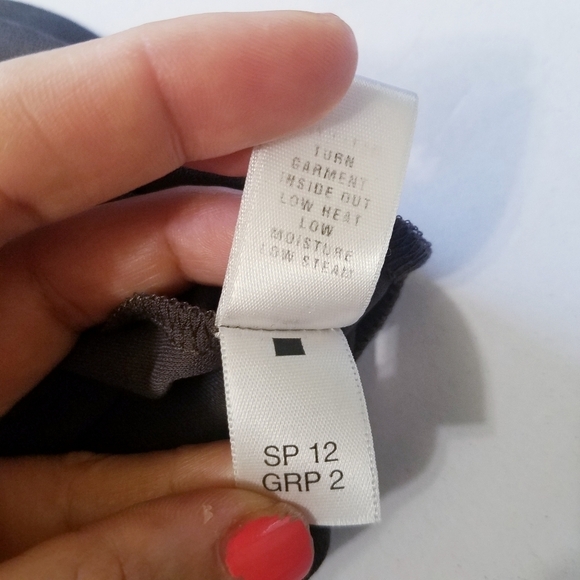 TURN
GARMENT
INSIDE OUT
LOW HEAT
LOW
MOISTURE
LOW STEAM
SP 12
GRP 2